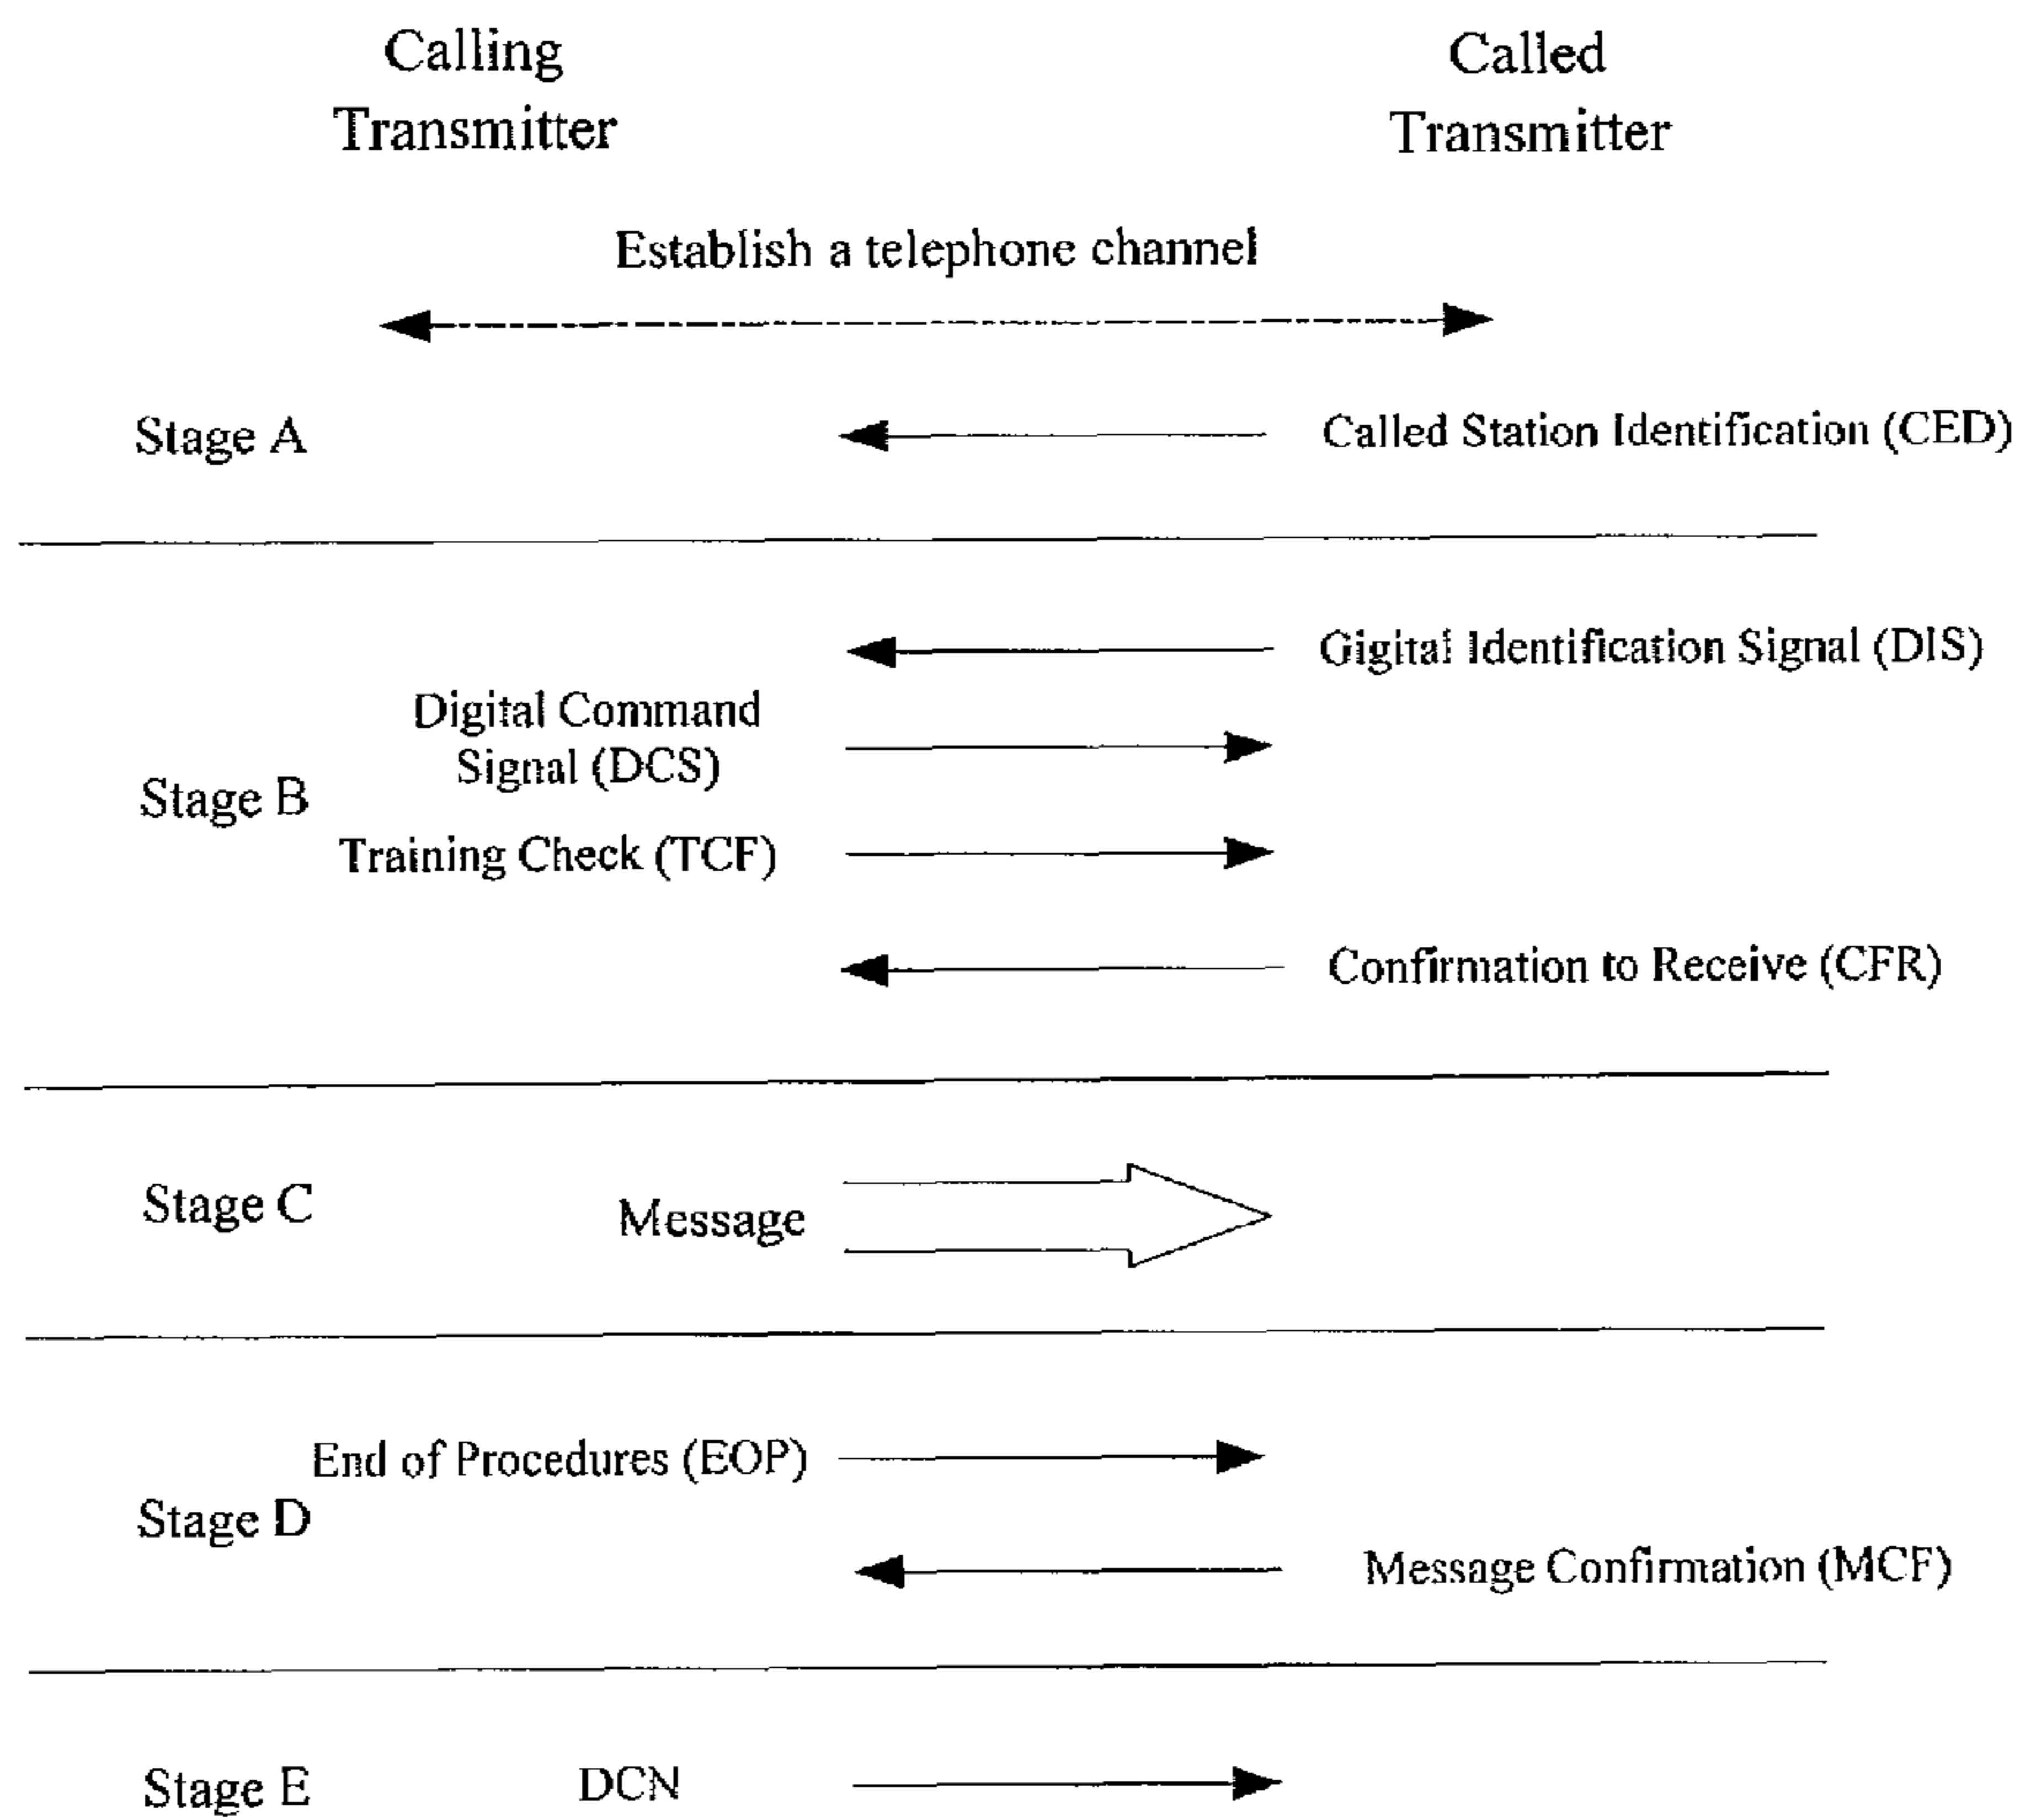 Calling
Transmitter
Called
Transmitter
Establish a telephone channel
Stage A
Called Station Identification (CED)
Gigital Identification Signal (DIS)
Digital Command
Signal (DCS)
Stage B
Training Check (TCF)
Confirmation to Receive (CFR)
Stage C
Message
End of Procedures (EOP)
Stage D
Message Confirmation (MCF)
Stage E
DCN